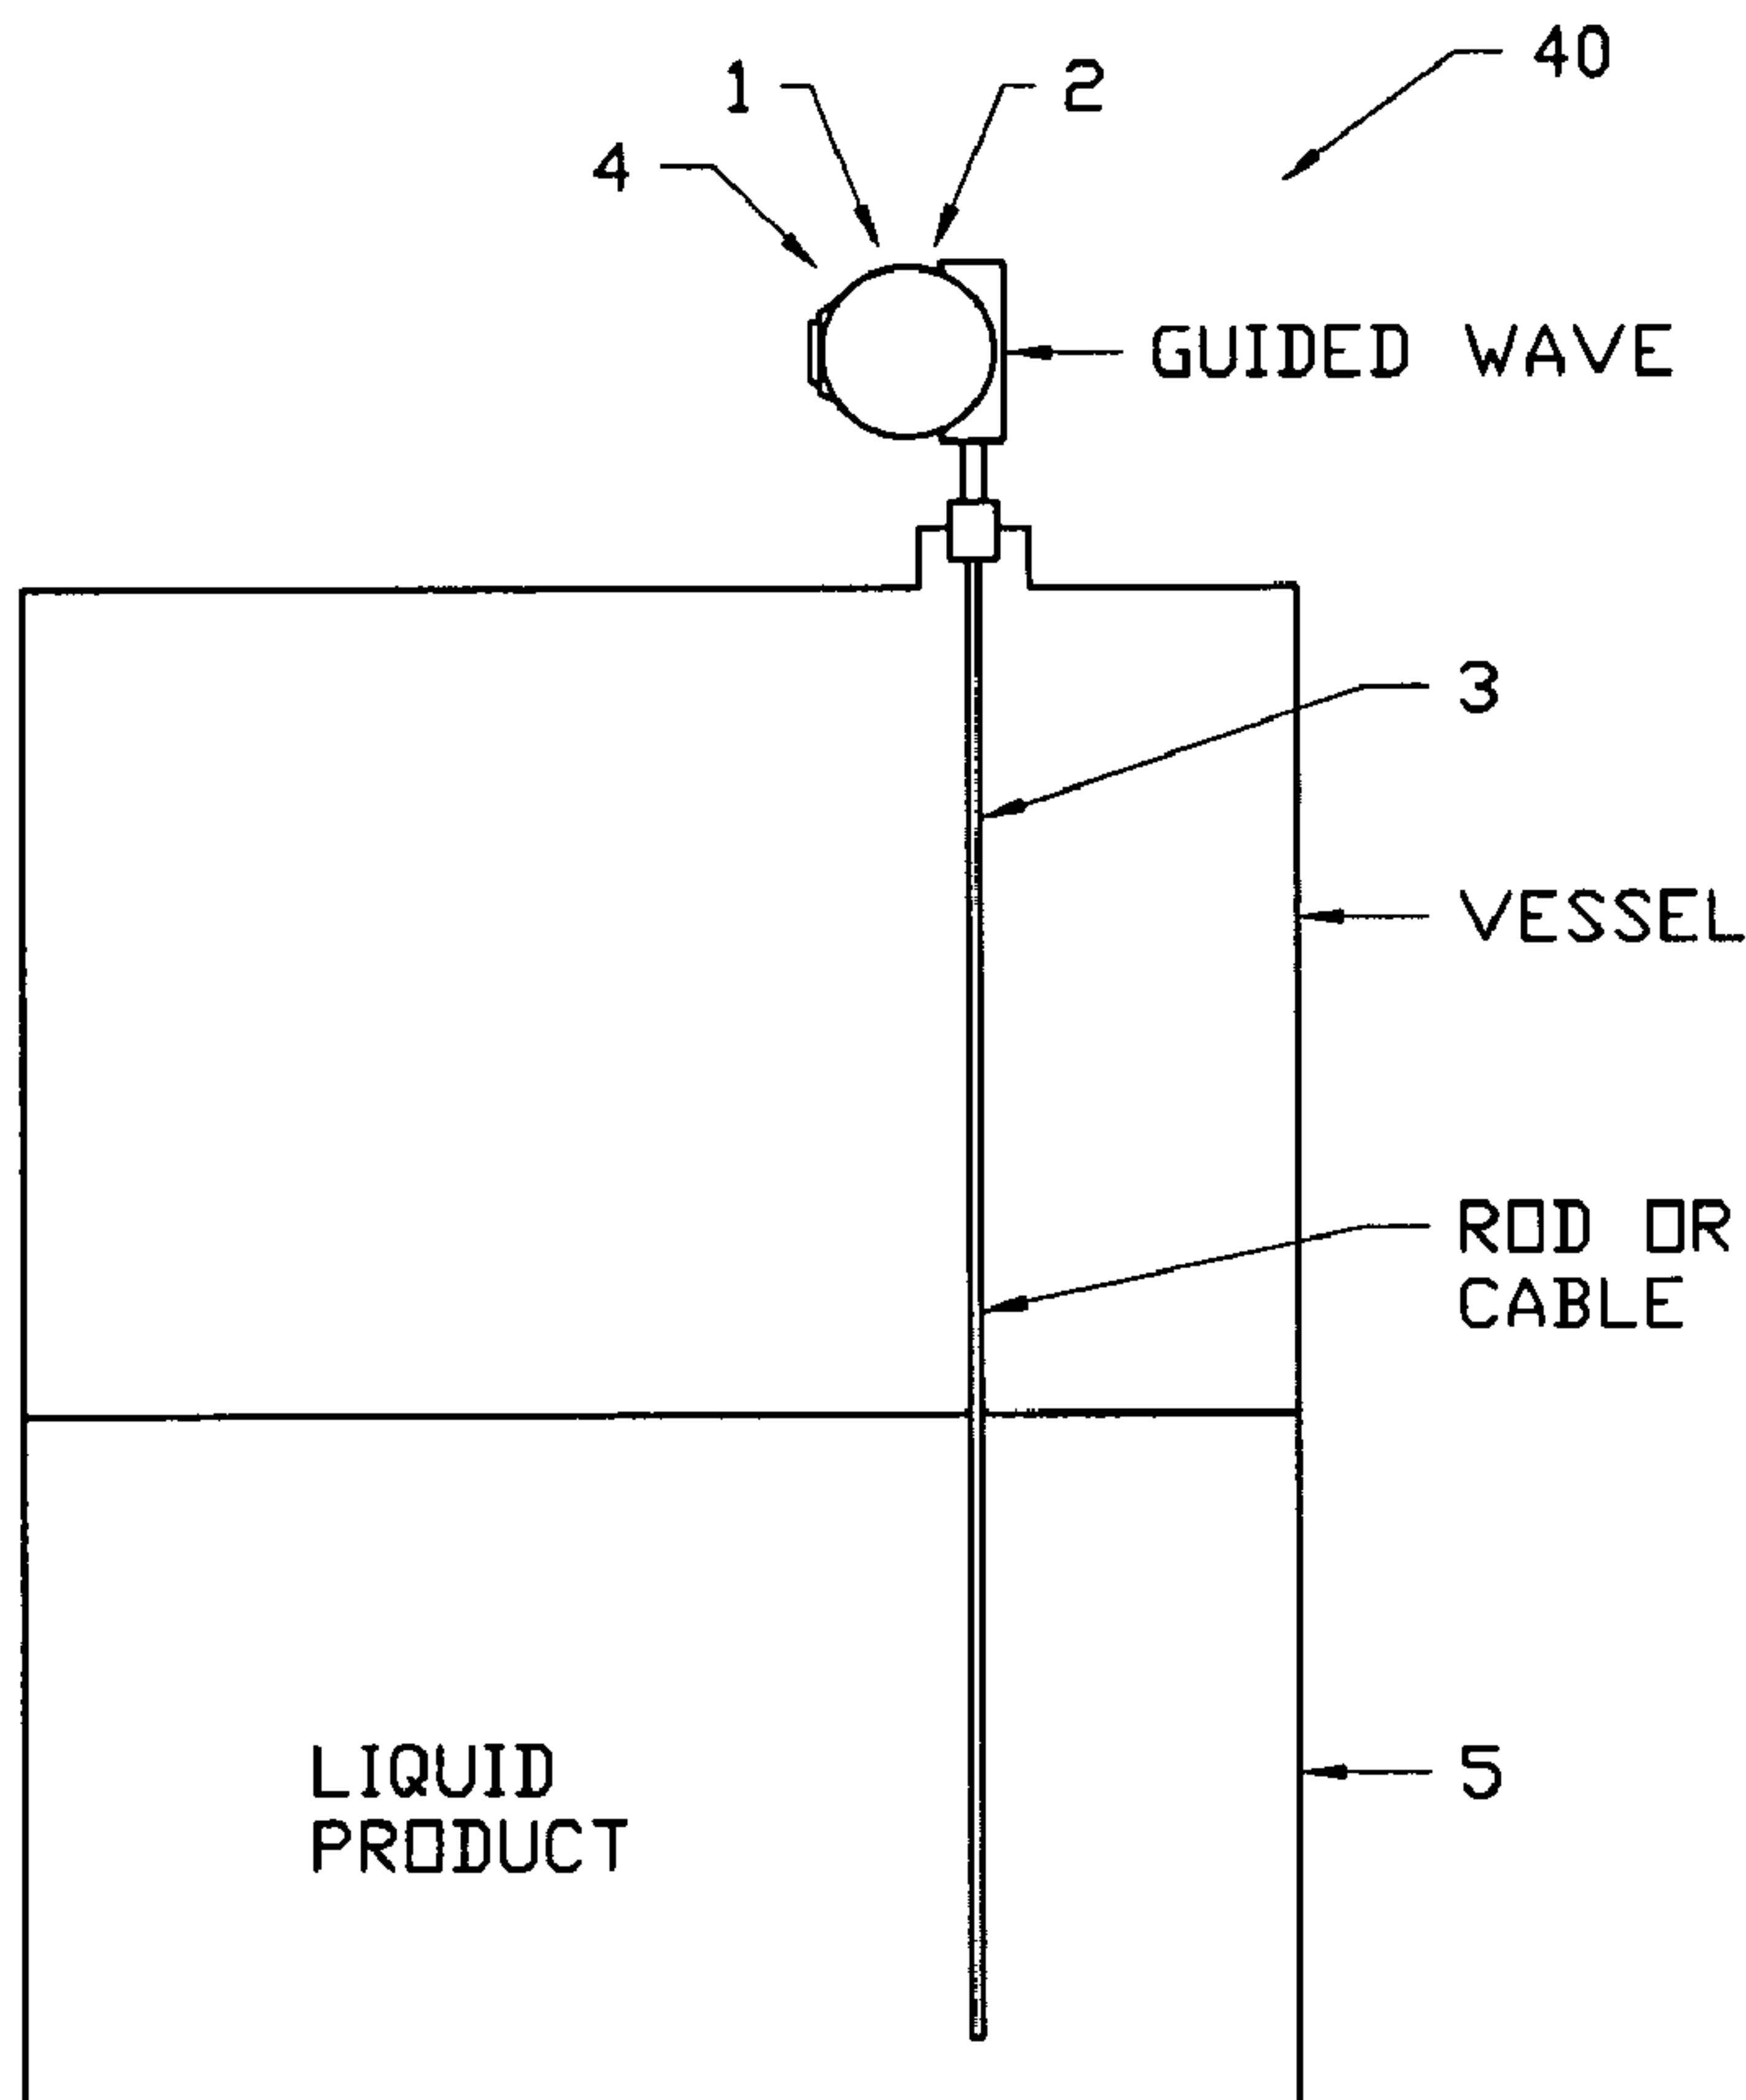 40
1
2
4
GUIDED WAVE
3
VESSEL
ROD OR
CABLE
LIQUID
PRODUCT
5